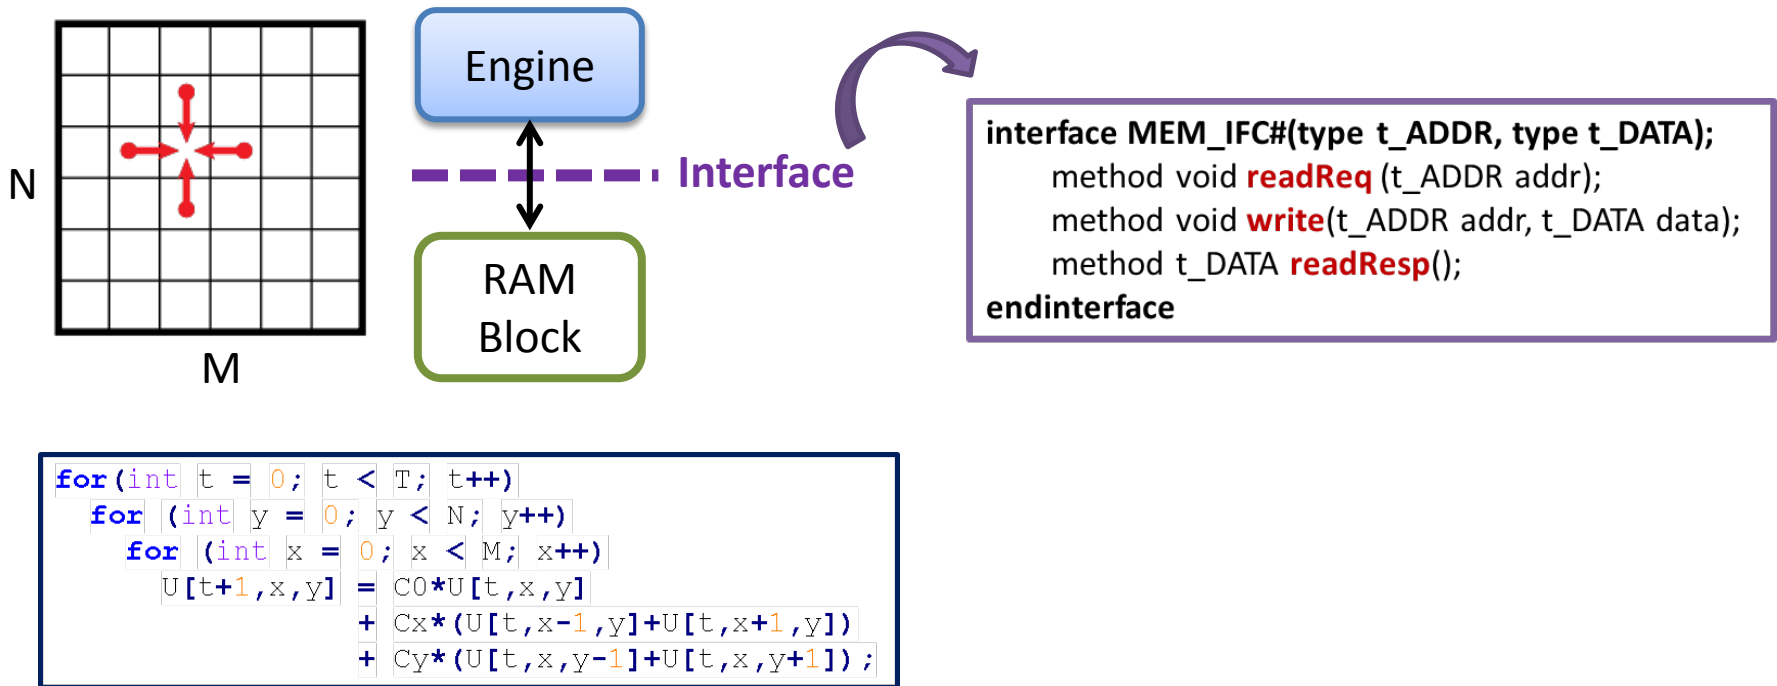 N
M
Engine
Interface
RAM
Block
interface MEM_IFC#(type t_ADDR, type t_DATA);
method void readReq (t_ADDR addr);
method void write(t_ADDR addr, t_DATA data);
method t_DATA readResp();
endinterface
for(int t = 0; t < T; t++)
for (int y = 0; y < N; y++)
for (int x = 0; x < M; x++)
U[t+1,x,y] = C0*U[t,x,y]
+ Cx*(U[t,x-1,y]+U[t,x+1,y])
+ Cy*(U[t,x,y-1]+U[t,x,y+1]);